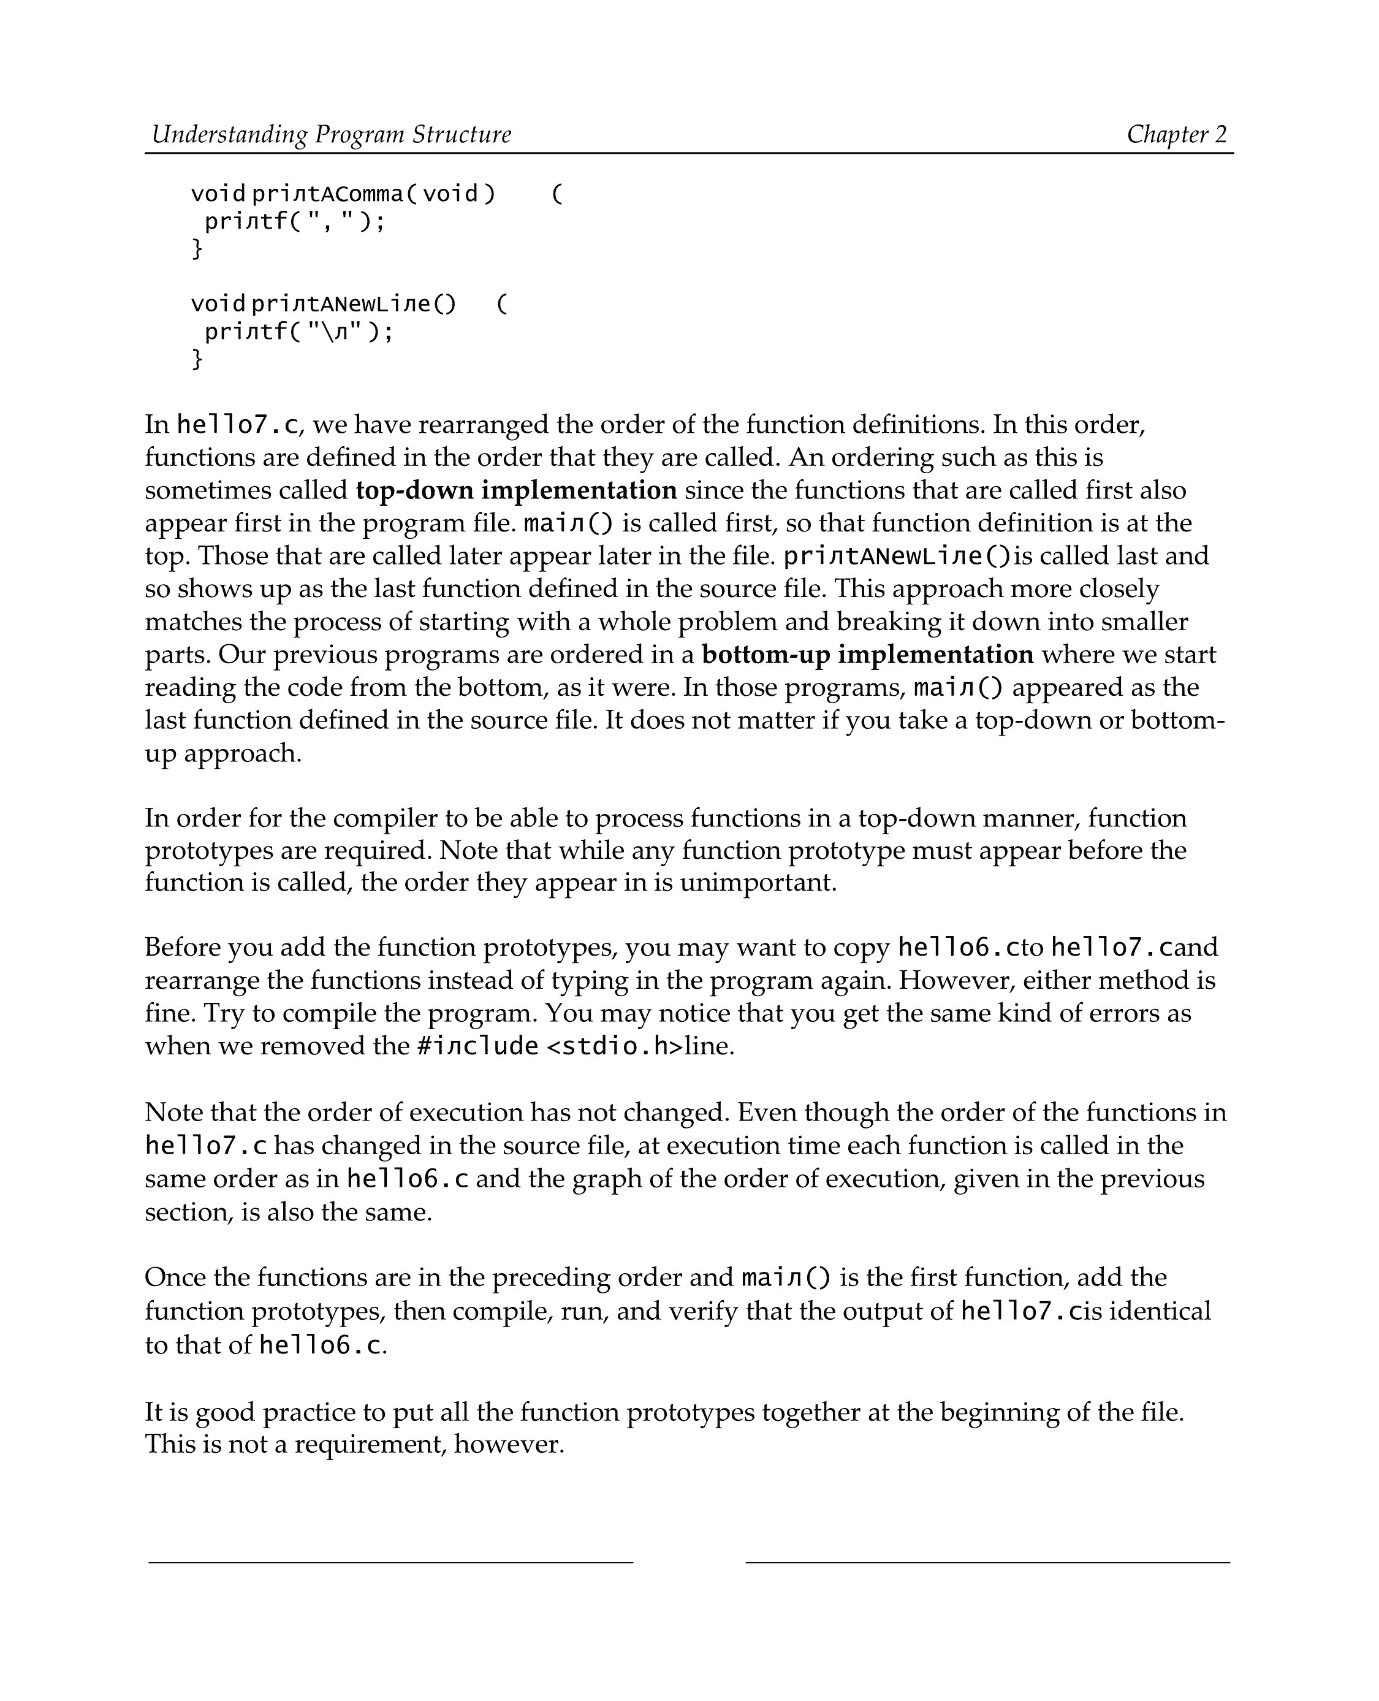 Understanding Program Structure Chapter 2
void priлtAComma( void ) (
priлtf( ", " );
}
void priлtANewLiлe() (
priлtf( "\л" );
}
In hello7.c, we have rearranged the order of the function definitions. In this order,
functions are defined in the order that they are called. An ordering such as this is
sometimes called top-down implementation since the functions that are called first also
appear first in the program file. maiл() is called first, so that function definition is at the
top. Those that are called later appear later in the file. priлtANewLiлe()is called last and
so shows up as the last function defined in the source file. This approach more closely
matches the process of starting with a whole problem and breaking it down into smaller
parts. Our previous programs are ordered in a bottom-up implementation where we start
reading the code from the bottom, as it were. In those programs, maiл() appeared as the
last function defined in the source file. It does not matter if you take a top-down or bottom-
up approach.
In order for the compiler to be able to process functions in a top-down manner, function
prototypes are required. Note that while any function prototype must appear before the
function is called, the order they appear in is unimportant.
Before you add the function prototypes, you may want to copy hello6.cto hello7.cand
rearrange the functions instead of typing in the program again. However, either method is
fine. Try to compile the program. You may notice that you get the same kind of errors as
when we removed the #iлclude <stdio.h>line.
Note that the order of execution has not changed. Even though the order of the functions in
hello7.c has changed in the source file, at execution time each function is called in the
same order as in hello6.c and the graph of the order of execution, given in the previous
section, is also the same.
Once the functions are in the preceding order and maiл() is the first function, add the
function prototypes, then compile, run, and verify that the output of hello7.cis identical
to that of hello6.c.
It is good practice to put all the function prototypes together at the beginning of the file.
This is not a requirement, however.